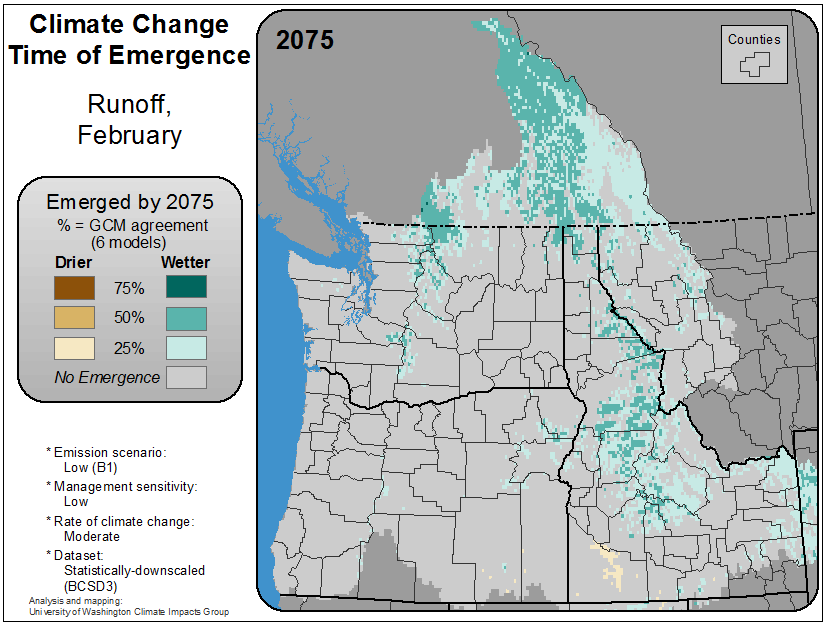 Climate Change
Time of Emergence
Runoff,
February
Emerged by 2075
% = GCM agreement
(6 models)
Drier Wetter
75%
50%
25%
No Emergence
* Emission scenario:
Low (B1)
* Management sensitivity:
Low
* Rate of climate change:
Moderate
* Dataset:
Statistically-downscaled
(BCSD3)
Analysis and mapping:
University of Washington Climate Impacts Group
2075
Counties